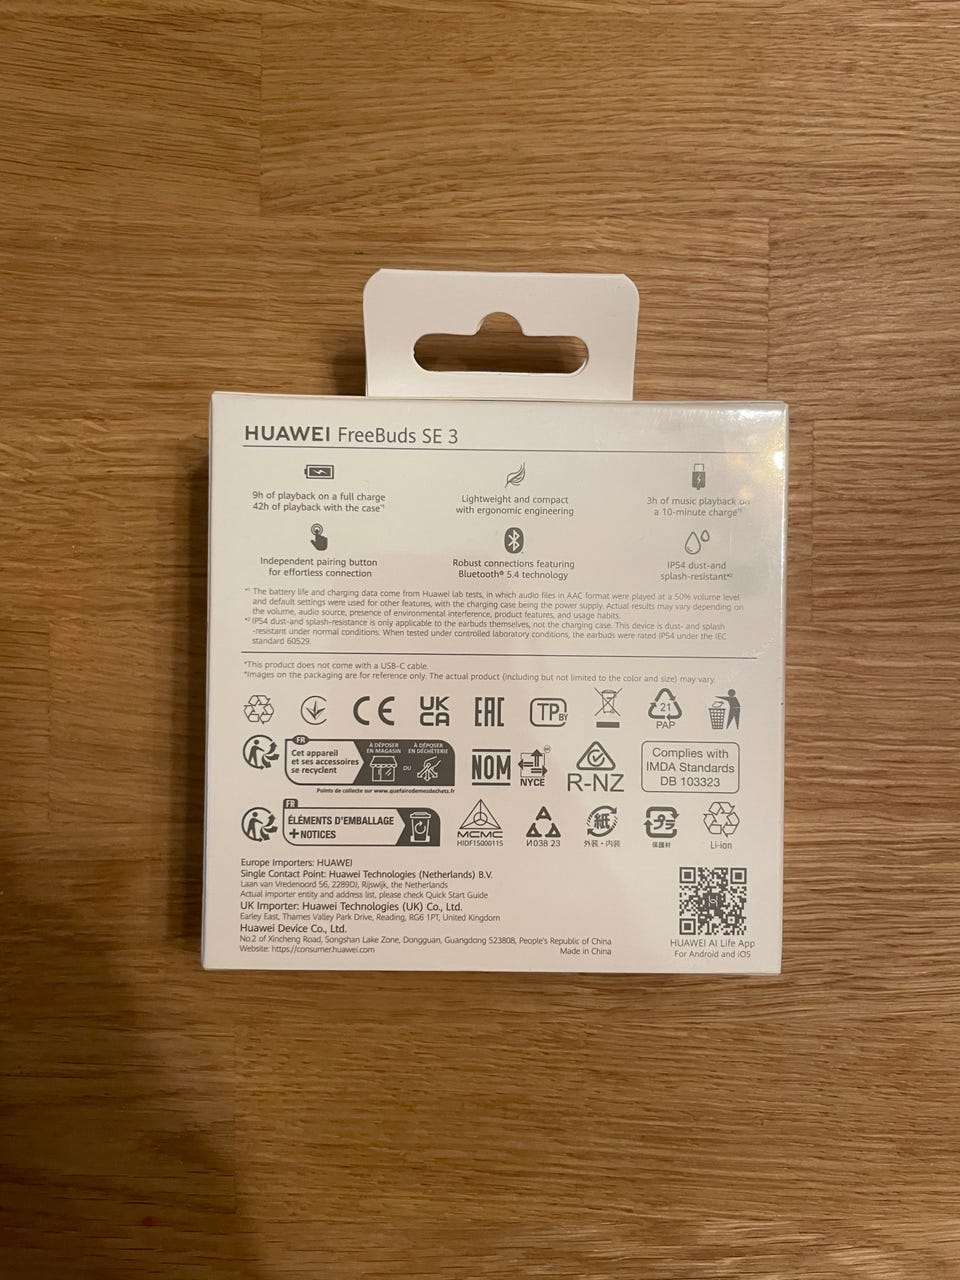 HUAWEI FreeBuds SE 3
9h of playback on a full charge
42h of playback with the case*¹
Lightweight and compact
with ergonomic engineering
3h of music playback on
a 10-minute charge*¹
Independent pairing button
for effortless connection
Robust connections featuring
Bluetooth® 5.4 technology
IP54 dust-and
splash-resistant*²
*¹ The battery life and charging data come from Huawei lab tests, in which audio files in AAC format were played at a 50% volume level
and default settings were used for other features, with the charging case being the power supply. Actual results may vary depending on
the volume, audio source, presence of environmental interference, product features, and usage habits.
*² IP54 dust-and-splash-resistance is only applicable to the earbuds themselves, not the charging case. This device is dust- and splash
-resistant under normal conditions. When tested under controlled laboratory conditions, the earbuds were rated IP54 under the IEC
standard 60529.
*This product does not come with a USB-C cable.
*Images on the packaging are for reference only. The actual product (including but not limited to the color and size) may vary.
CE
UK
CA
EAC
TP BY
21
PAP
FR
Cet appareil
et ses accessoires
se recyclent
À DÉPOSER
EN MAGASIN
OU
À DÉPOSER
EN DÉCHÈTERIE
Points de collecte sur www.quefairedemesdechets.fr
NOM
NYCE
R-NZ
Complies with
IMDA Standards
DB 103323
FR
ÉLÉMENTS D'EMBALLAGE
+NOTICES
MCMC
HIDF15000115
И038 23
紙
外装・内装
プラ
保護材
Li-ion
Europe Importers: HUAWEI
Single Contact Point: Huawei Technologies (Netherlands) B.V.
Laan van Vredenoord 56, 2289DJ, Rijswijk, the Netherlands
Actual importer entity and address list, please check Quick Start Guide
UK Importer: Huawei Technologies (UK) Co., Ltd.
Earley East, Thames Valley Park Drive, Reading, RG6 1PT, United Kingdom
Huawei Device Co., Ltd.
No.2 of Xincheng Road, Songshan Lake Zone, Dongguan, Guangdong 523808, People's Republic of China
Website: https://consumer.huawei.com
Made in China
HUAWEI AI Life App
For Android and iOS